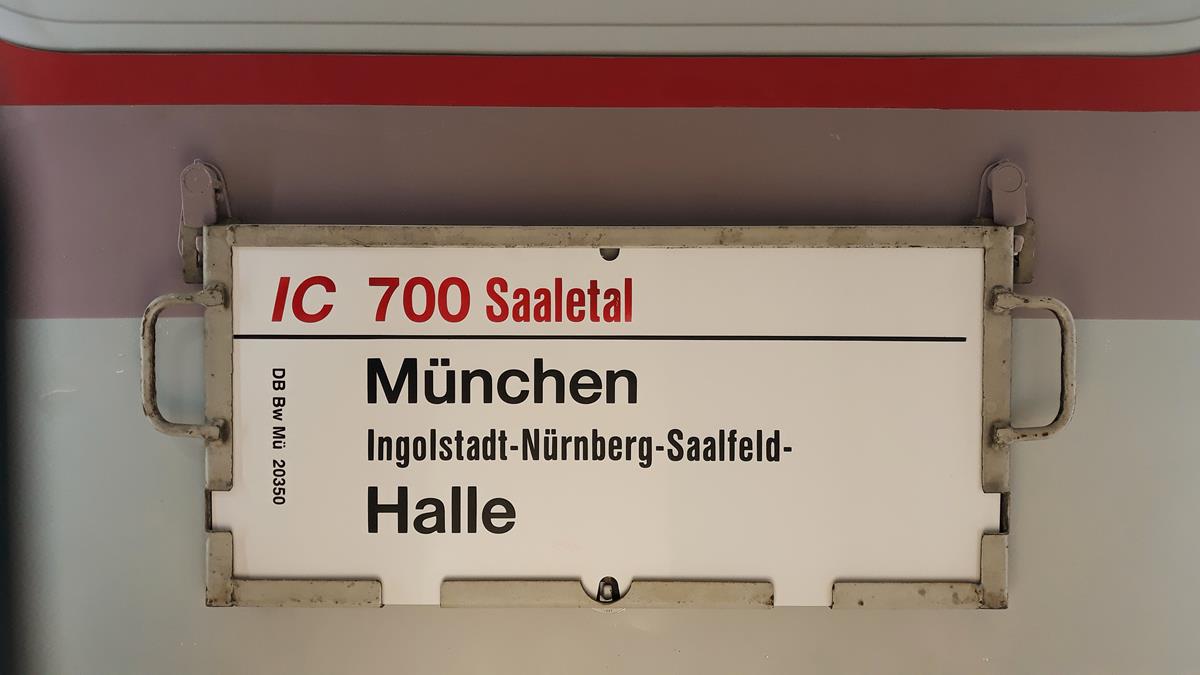 IC 700 Saaletal
München
Ingolstadt-Nürnberg-Saalfeld-
Halle
DB Bw Mü 20350